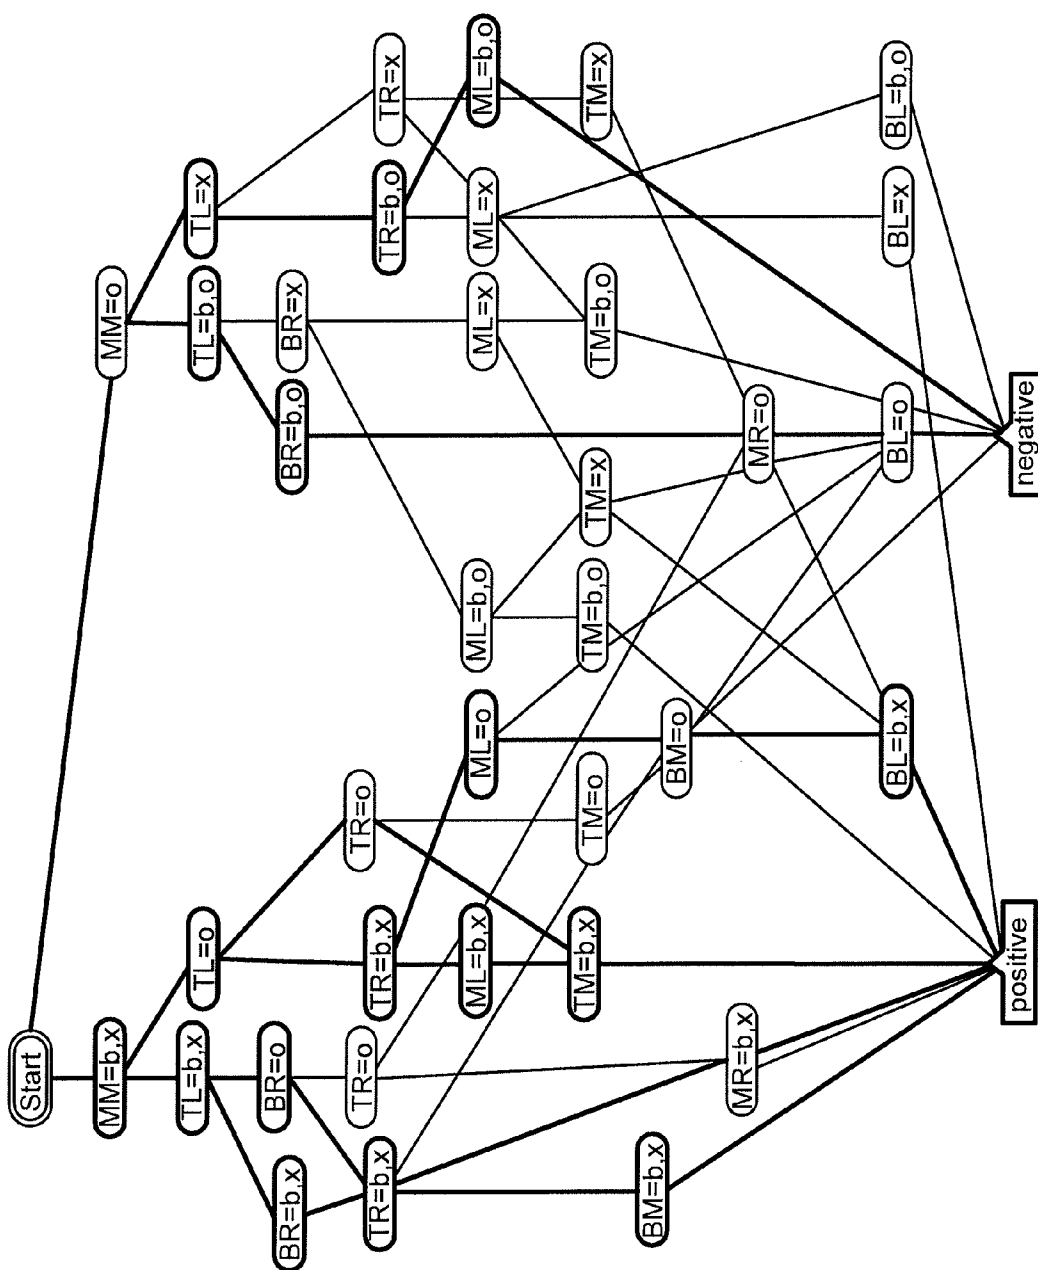 Start
MM=o
MM=b,x
TL=x
TL=b,o
TL=o
TL=b,x
BR=x
BR=b,o
BR=o
BR=b,x
TR=x
TR=b,o
TR=o
TR=b,x
TR=o
TR=b,x
ML=b,o
ML=x
ML=x
ML=b,o
ML=o
ML=b,x
TM=x
TM=b,o
TM=x
TM=b,o
TM=o
TM=b,x
BM=o
BM=b,x
MR=o
MR=b,x
BL=b,o
BL=x
BL=o
BL=b,x
negative
positive